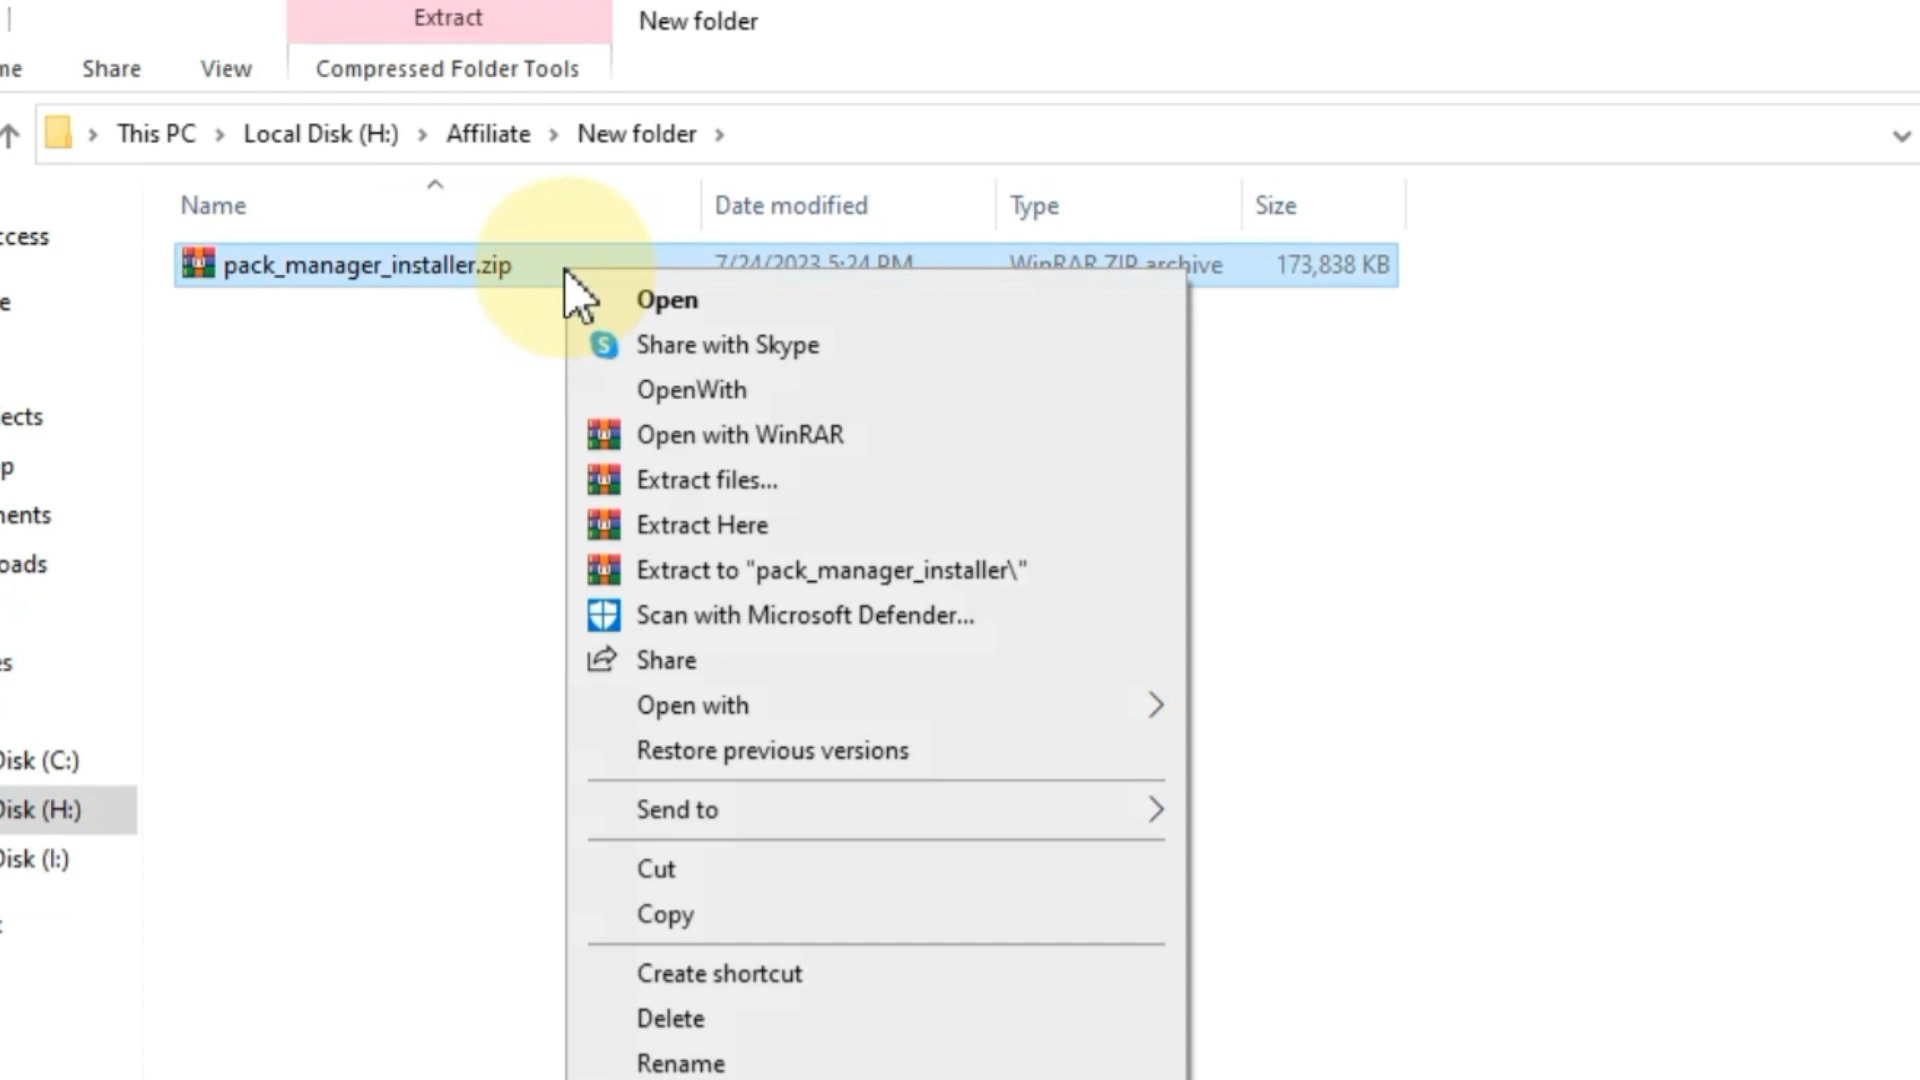 Extract
New folder
me
Share
View
Compressed Folder Tools
This PC > Local Disk (H:) > Affiliate > New folder >
Name
Date modified
Type
Size
ccess
pack_manager_installer.zip
7/24/2023 5:24 PM
WinRAR ZIP archive
173,838 KB
e
ects
p
nents
oads
es
Disk (C:)
Disk (H:)
Disk (I:)
Open
Share with Skype
OpenWith
Open with WinRAR
Extract files...
Extract Here
Extract to "pack_manager_installer\"
Scan with Microsoft Defender...
Share
Open with
Restore previous versions
Send to
Cut
Copy
Create shortcut
Delete
Rename